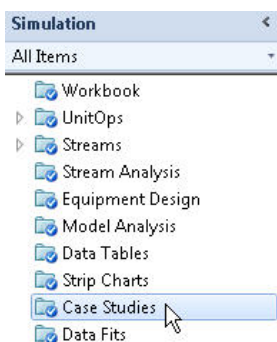 Simulation
All Items
Workbook
UnitOps
Streams
Stream Analysis
Equipment Design
Model Analysis
Data Tables
Strip Charts
Case Studies
Data Fits